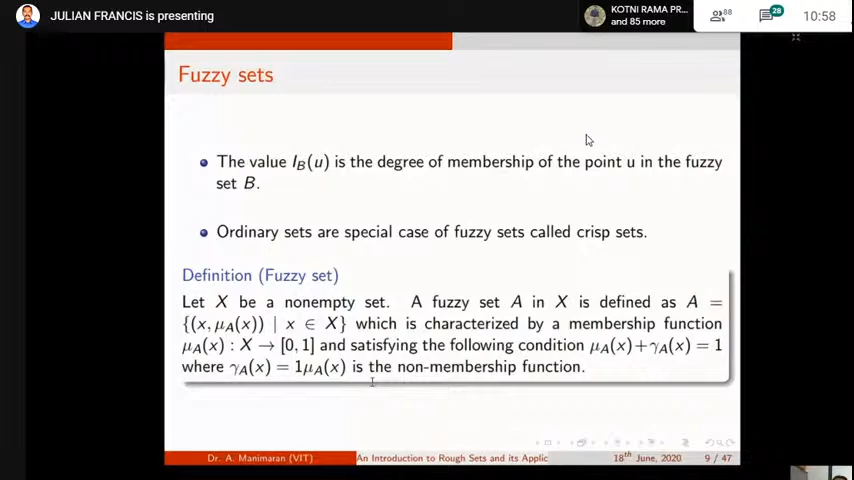 JULIAN FRANCIS is presenting
KOTNI RAMA PR...
and 85 more
88
28
10:58
Fuzzy sets
The value I_B(u) is the degree of membership of the point u in the fuzzy
set B.
Ordinary sets are special case of fuzzy sets called crisp sets.
Definition (Fuzzy set)
Let X be a nonempty set. A fuzzy set A in X is defined as A =
{(x, μ_A(x)) | x ∈ X} which is characterized by a membership function
μ_A(x) : X → [0, 1] and satisfying the following condition μ_A(x)+γ_A(x) = 1
where γ_A(x) = 1μ_A(x) is the non-membership function.
Dr. A. Manimaran (VIT) An Introduction to Rough Sets and its Applic 18th June, 2020 9 / 47